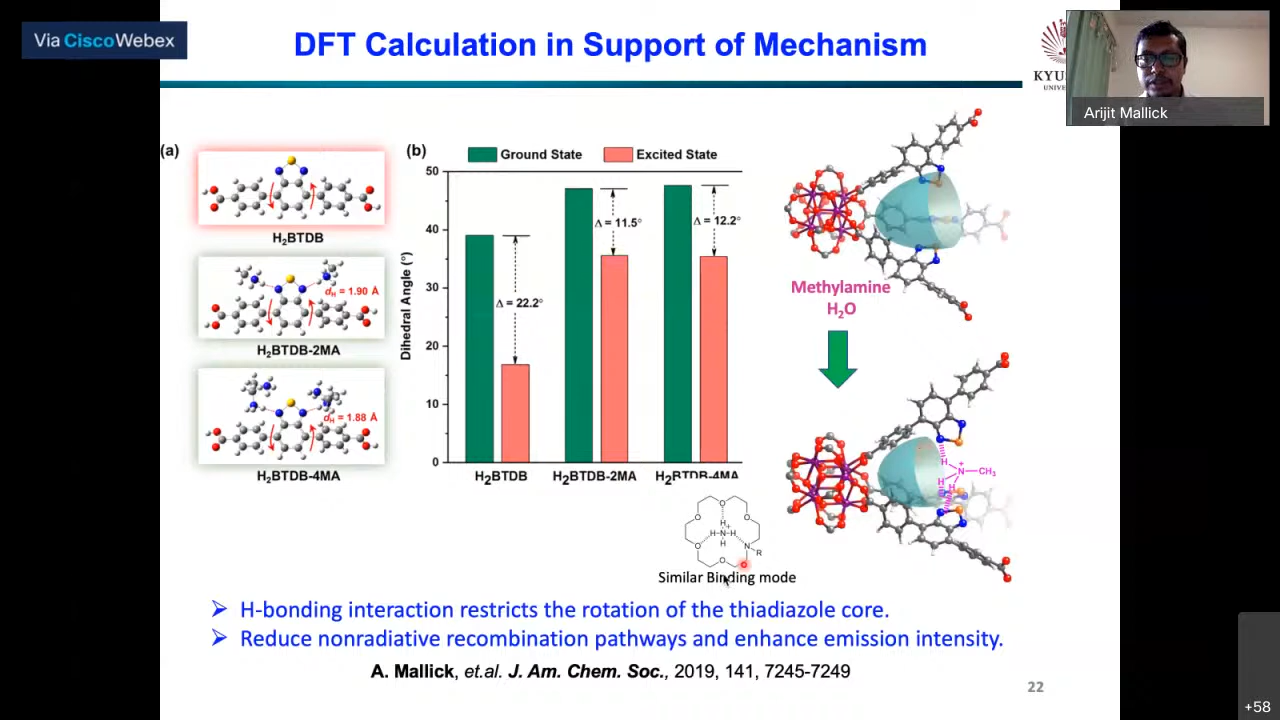 Via CiscoWebex
DFT Calculation in Support of Mechanism
Arijit Mallick
(a)
H₂BTDB
d_H = 1.90 Å
H₂BTDB-2MA
d_H = 1.88 Å
H₂BTDB-4MA
(b)
Ground State
Excited State
Dihedral Angle (°)
50
40
30
20
10
0
Δ = 22.2°
Δ = 11.5°
Δ = 12.2°
H₂BTDB
H₂BTDB-2MA
H₂BTDB-4MA
Methylamine
H₂O
Similar Binding mode
H-bonding interaction restricts the rotation of the thiadiazole core.
Reduce nonradiative recombination pathways and enhance emission intensity.
A. Mallick, et.al. J. Am. Chem. Soc., 2019, 141, 7245-7249
22
+58